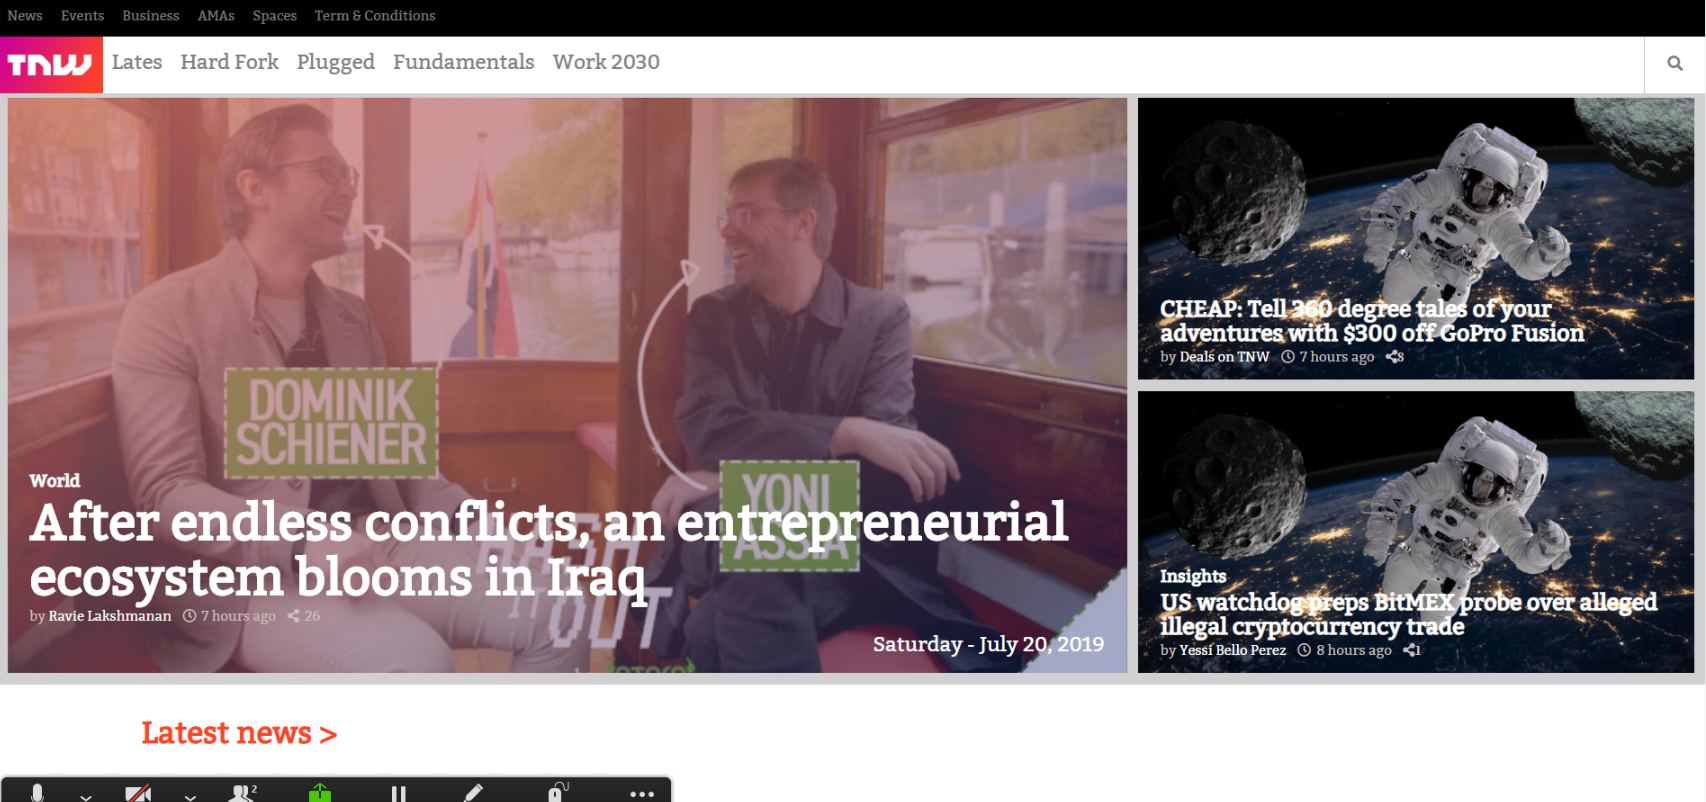 News Events Business AMAs Spaces Term & Conditions
TNW Lates Hard Fork Plugged Fundamentals Work 2030
DOMINIK
SCHIENER
YONI
ASSIA
World
After endless conflicts, an entrepreneurial
ecosystem blooms in Iraq
by Ravie Lakshmanan 7 hours ago 26
HASH
OUT
Saturday - July 20, 2019
CHEAP: Tell 360 degree tales of your
adventures with $300 off GoPro Fusion
by Deals on TNW 7 hours ago 8
Insights
US watchdog preps BitMEX probe over alleged
illegal cryptocurrency trade
by Yessi Bello Perez 8 hours ago 1
Latest news >
2